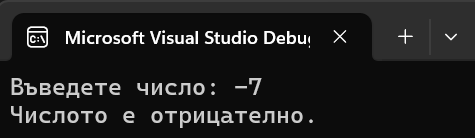 Microsoft Visual Studio Debu
Въведете число: -7
Числото е отрицателно.